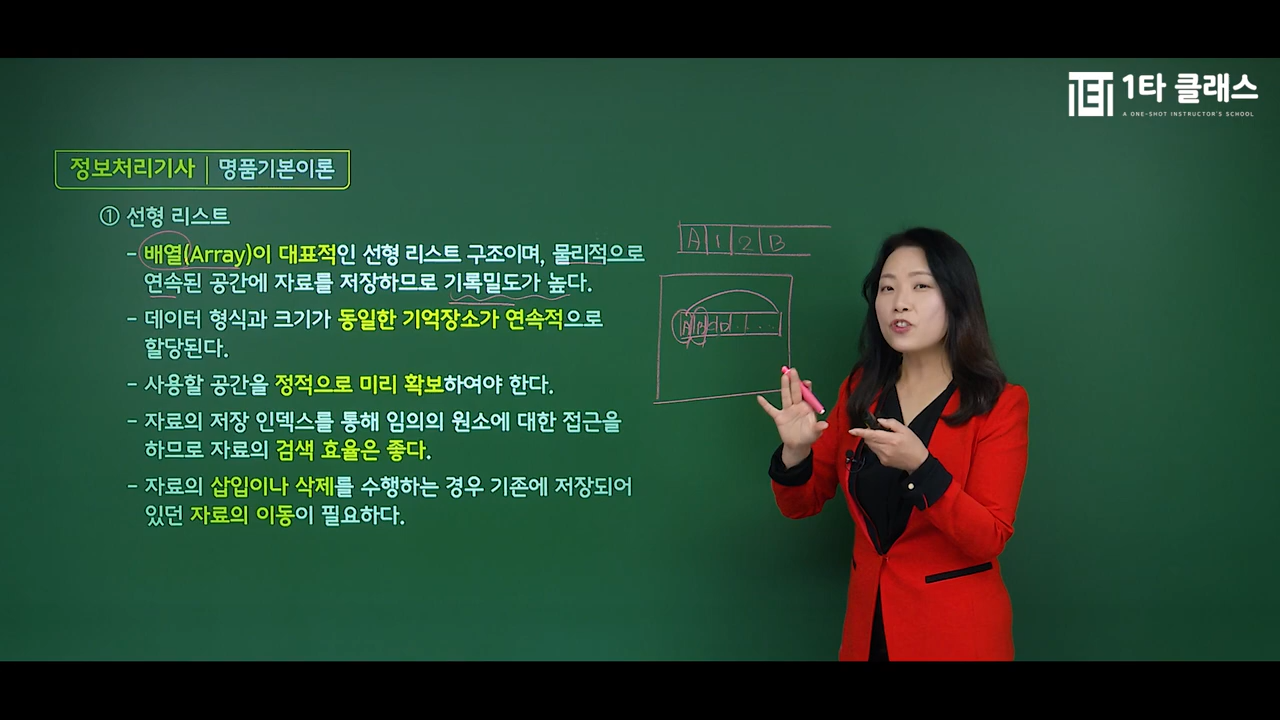 1타 클래스
A ONE-SHOT INSTRUCTOR'S SCHOOL
정보처리기사 | 명품기본이론
① 선형 리스트
- 배열(Array)이 대표적인 선형 리스트 구조이며, 물리적으로
연속된 공간에 자료를 저장하므로 기록밀도가 높다.
- 데이터 형식과 크기가 동일한 기억장소가 연속적으로
할당된다.
- 사용할 공간을 정적으로 미리 확보하여야 한다.
- 자료의 저장 인덱스를 통해 임의의 원소에 대한 접근을
하므로 자료의 검색 효율은 좋다.
- 자료의 삽입이나 삭제를 수행하는 경우 기존에 저장되어
있던 자료의 이동이 필요하다.
A 1 2 B
A B C D . . . .